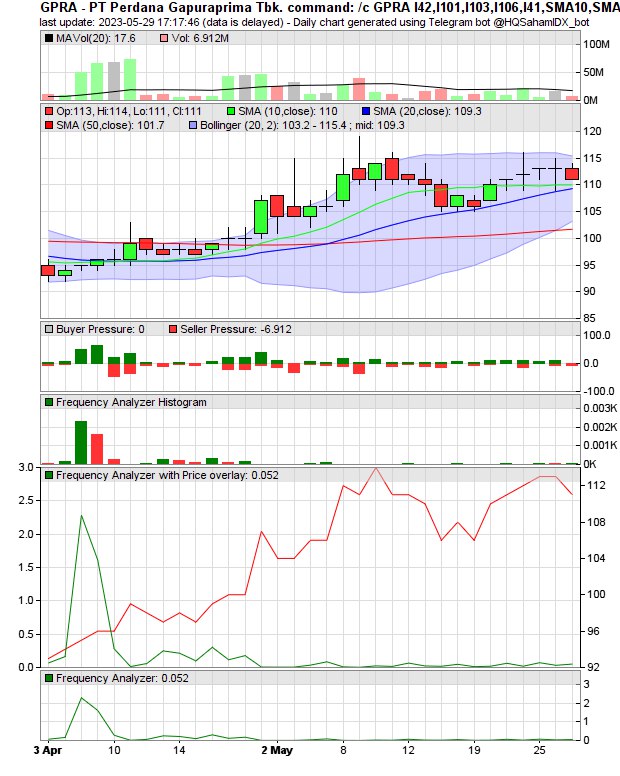 GPRA - PT Perdana Gapuraprima Tbk. command: /c GPRA I42,I101,I103,I106,I41,SMA10,SMA
last update: 2023-05-29 17:17:46 (data is delayed) - Daily chart generated using Telegram bot @HQSahamIDX_bot
MAVol(20): 17.6 Vol: 6.912M
100M
50M
0M
Op:113, Hi:114, Lo:111, Cl:111 SMA (10,close): 110 SMA (20,close): 109.3
SMA (50,close): 101.7 Bollinger (20, 2): 103.2 - 115.4 ; mid: 109.3
120
115
110
105
100
95
90
85
Buyer Pressure: 0 Seller Pressure: -6.912
100.0
0.0
-100.0
Frequency Analyzer Histogram
0.003K
0.002K
0.001K
0K
Frequency Analyzer with Price overlay: 0.052
3.0
2.5
2.0
1.5
1.0
0.5
0.0
112
108
104
100
96
92
Frequency Analyzer: 0.052
3
2
1
0
3 Apr 10 14 2 May 8 12 19 25